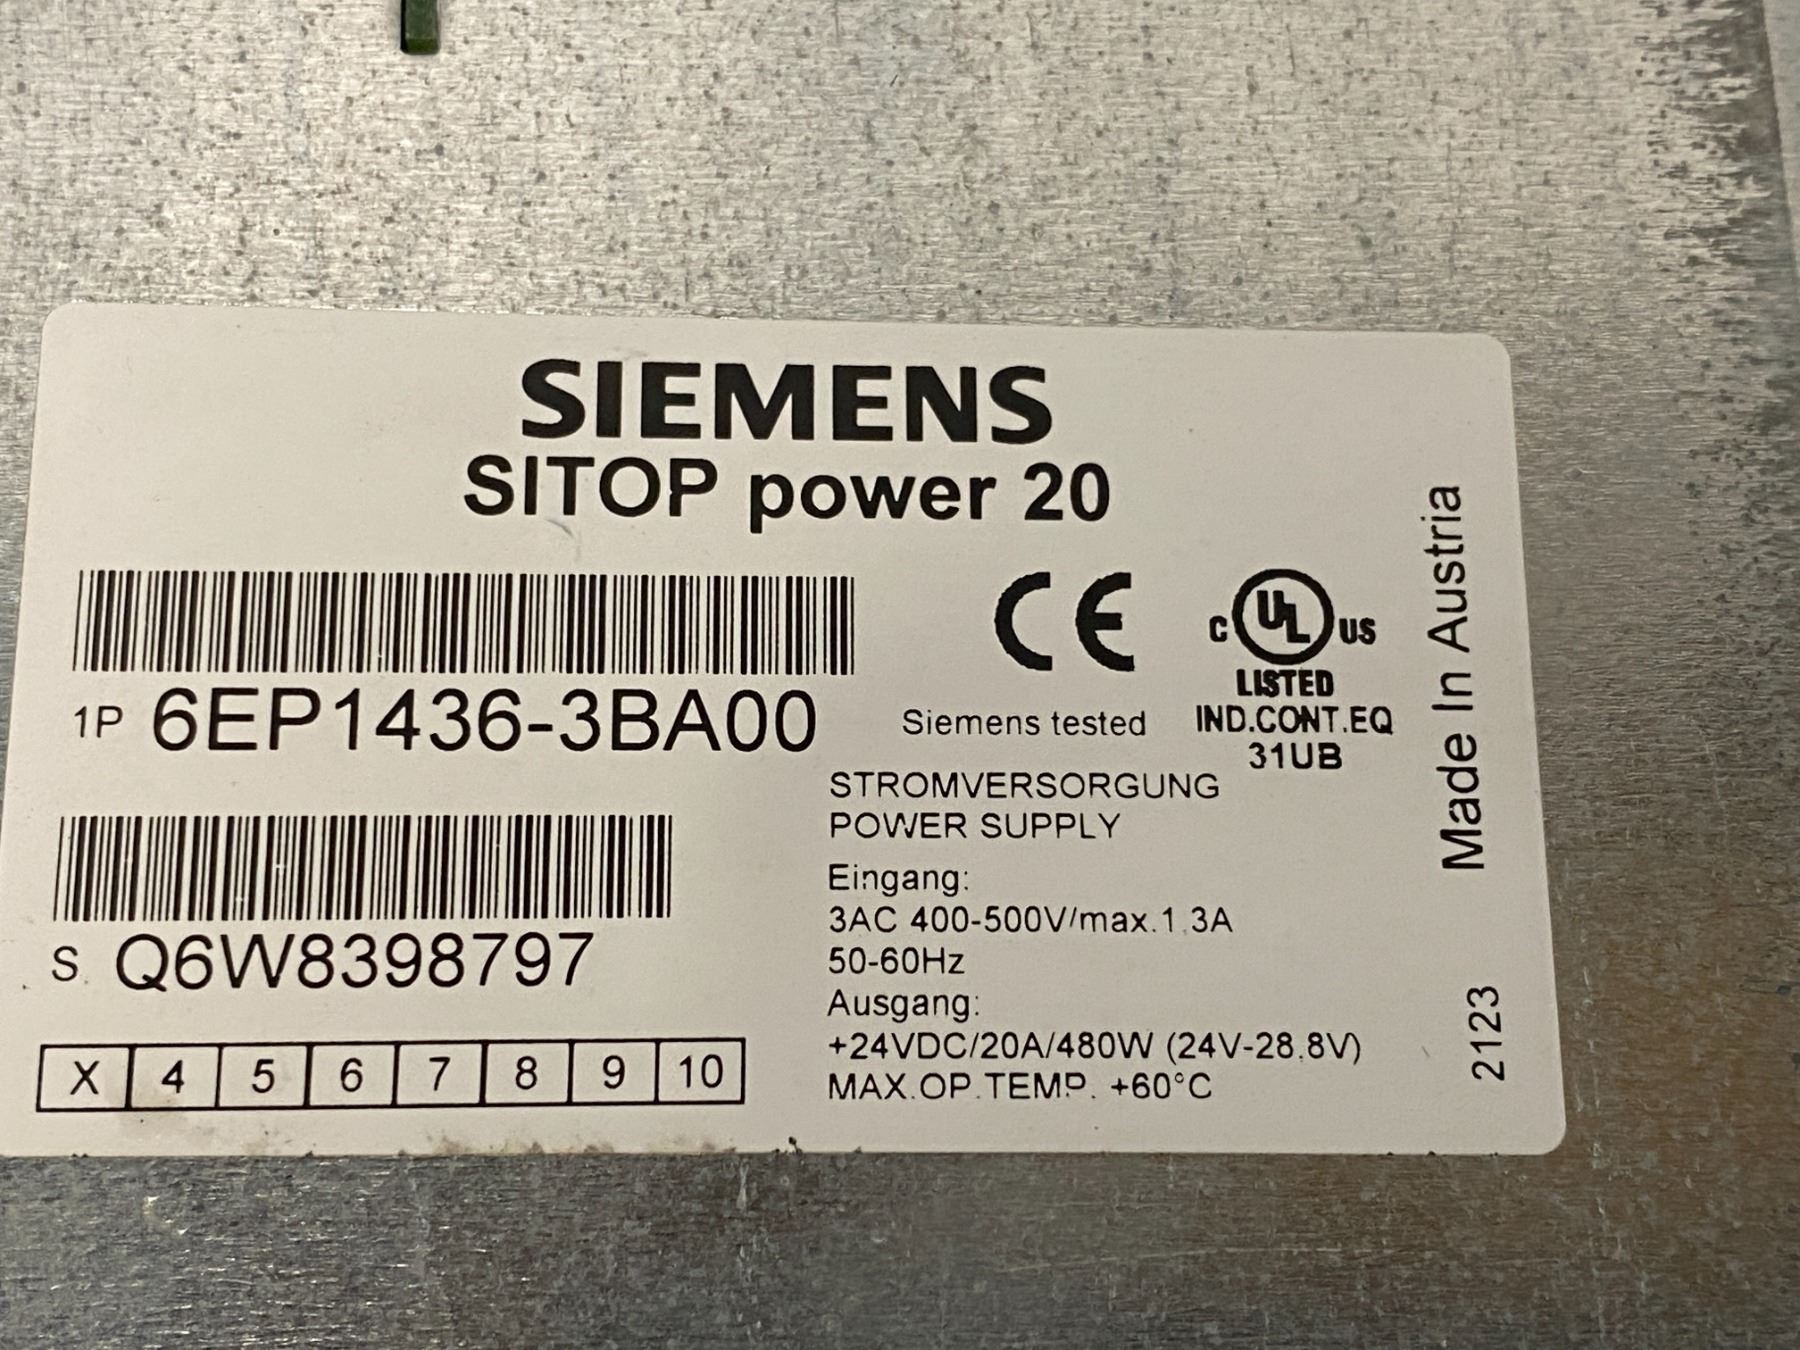 SIEMENS
SITOP power 20
1P 6EP1436-3BA00
S Q6W8398797
X 4 5 6 7 8 9 10
CE
Siemens tested
C UL US
LISTED
IND.CONT.EQ
31UB
STROMVERSORGUNG
POWER SUPPLY
Eingang:
3AC 400-500V/max.1.3A
50-60Hz
Ausgang:
+24VDC/20A/480W (24V-28.8V)
MAX.OP.TEMP. +60°C
Made In Austria
2123